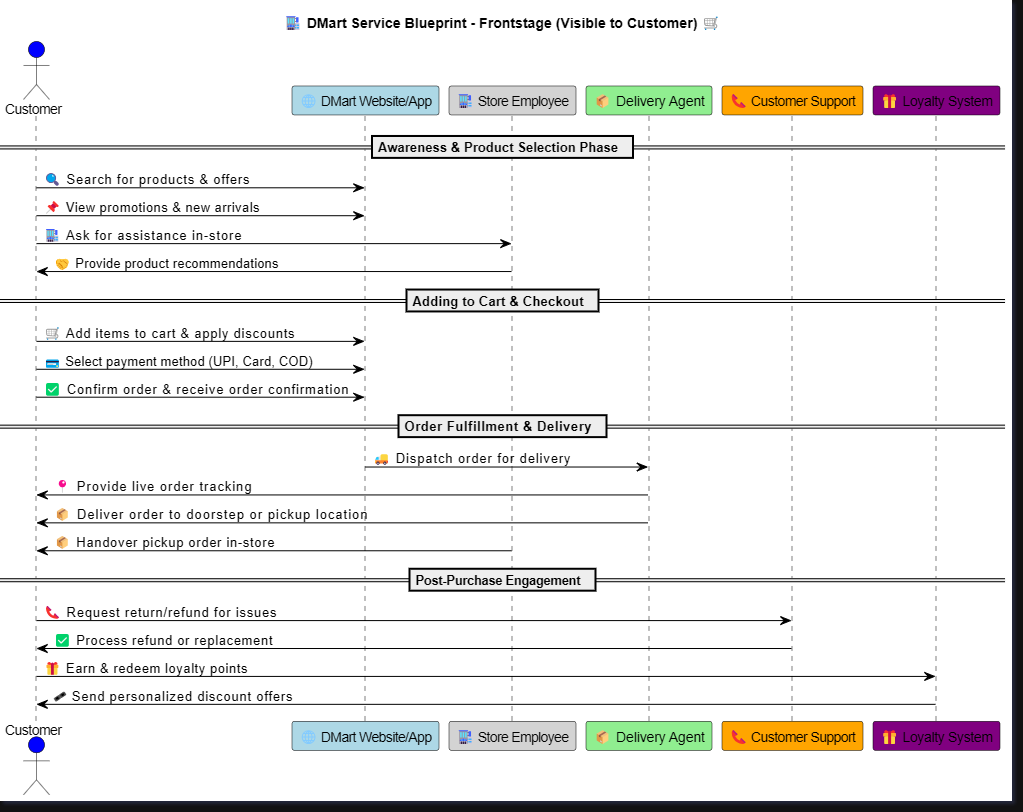 🏬 DMart Service Blueprint - Frontstage (Visible to Customer) 🛒
Customer
🌐 DMart Website/App
🏬 Store Employee
📦 Delivery Agent
📞 Customer Support
🎁 Loyalty System
Awareness & Product Selection Phase
🔍 Search for products & offers
📌 View promotions & new arrivals
🏬 Ask for assistance in-store
🤝 Provide product recommendations
Adding to Cart & Checkout
🛒 Add items to cart & apply discounts
💳 Select payment method (UPI, Card, COD)
✅ Confirm order & receive order confirmation
Order Fulfillment & Delivery
🚚 Dispatch order for delivery
📍 Provide live order tracking
📦 Deliver order to doorstep or pickup location
📦 Handover pickup order in-store
Post-Purchase Engagement
📞 Request return/refund for issues
✅ Process refund or replacement
🎁 Earn & redeem loyalty points
Send personalized discount offers
Customer
🌐 DMart Website/App
🏬 Store Employee
📦 Delivery Agent
📞 Customer Support
🎁 Loyalty System